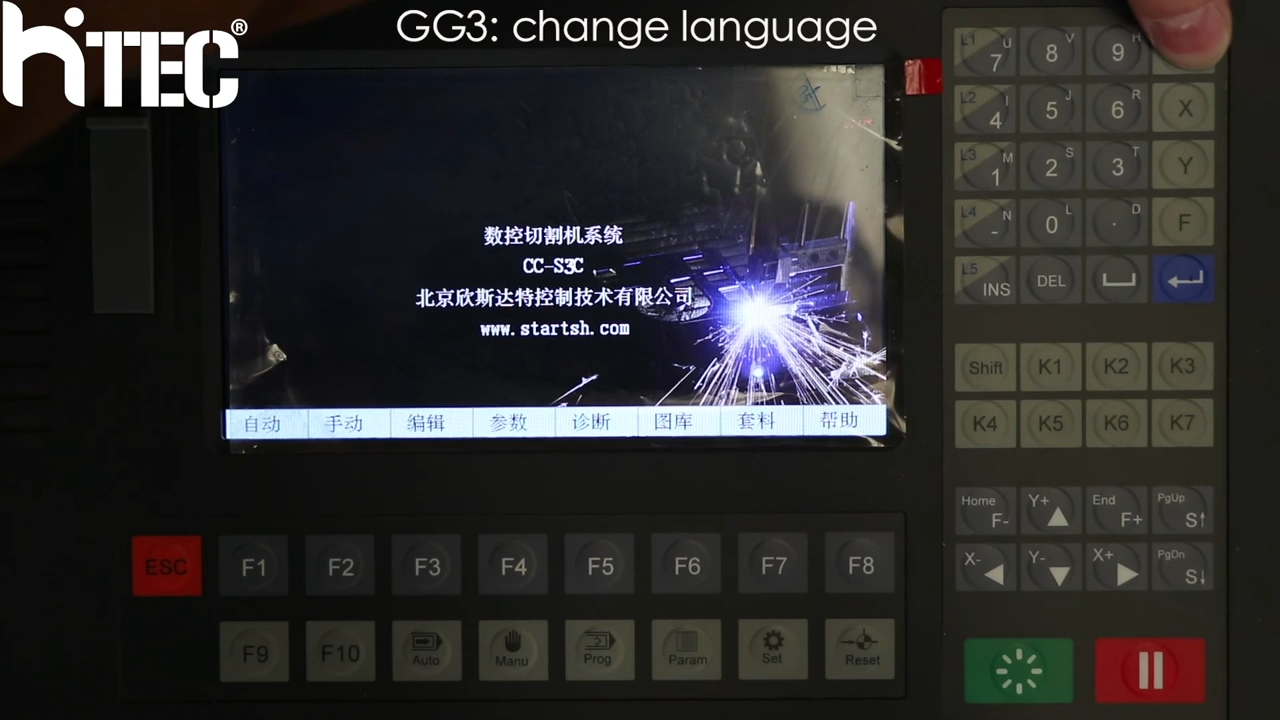 GG3: change language
HTEC®
数控切割机系统
CC-S3C
北京欣斯达特控制技术有限公司
www.startsh.com
自动 手动 编辑 参数 诊断 图库 套料 帮助
L1 7 U 8 V 9
L2 4 I 5 J 6 R X
L3 1 M 2 S 3 T Y
L4 - N 0 L . D F
L5 INS DEL
Shift K1 K2 K3
K4 K5 K6 K7
Home F- Y+ End F+ PgUp S↑
X- Y- X+ PgDn S↓
ESC F1 F2 F3 F4 F5 F6 F7 F8
F9 F10 Auto Manu Prog Param Set Reset